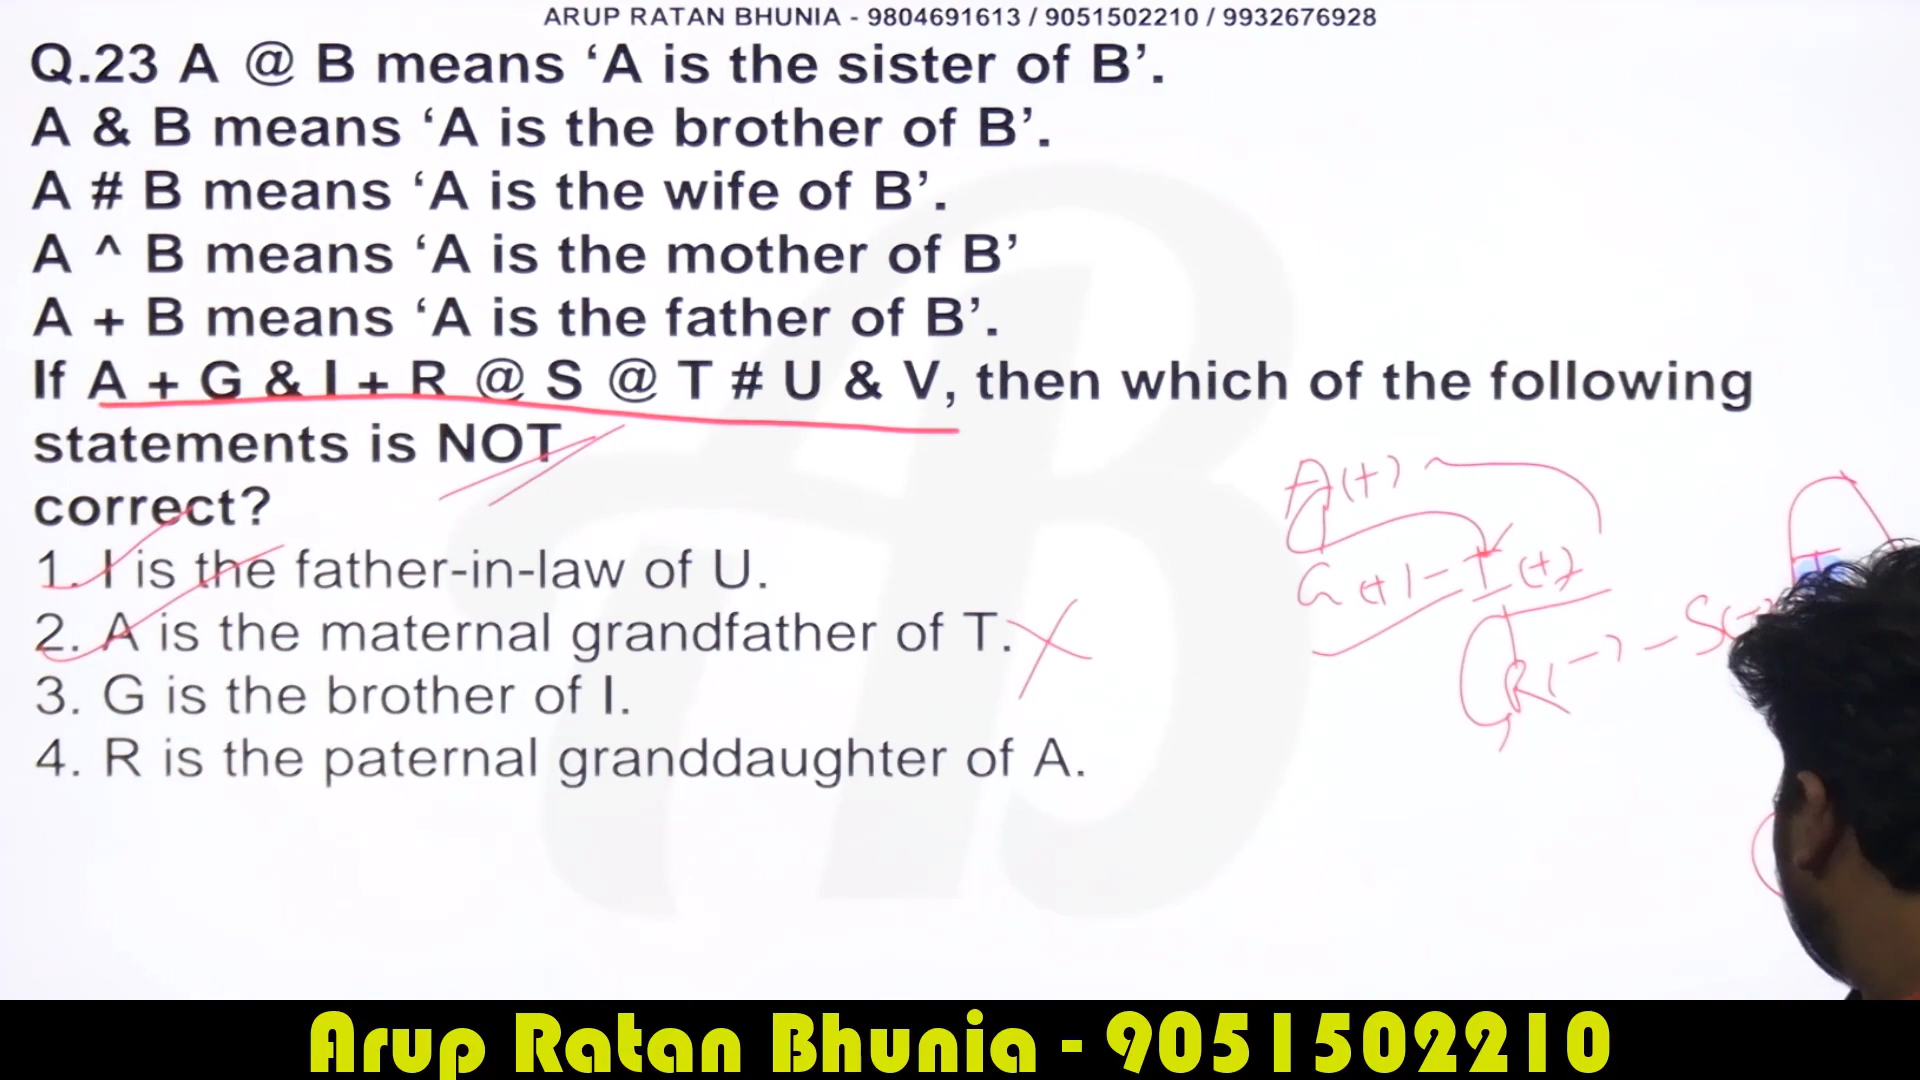 ARUP RATAN BHUNIA - 9804691613 / 9051502210 / 9932676928
Q.23 A @ B means ‘A is the sister of B’.
A & B means ‘A is the brother of B’.
A # B means ‘A is the wife of B’.
A ^ B means ‘A is the mother of B’
A + B means ‘A is the father of B’.
If A + G & I + R @ S @ T # U & V, then which of the following
statements is NOT
correct?
1. I is the father-in-law of U.
2. A is the maternal grandfather of T.
3. G is the brother of I.
4. R is the paternal granddaughter of A.
A(+)
G(+) - I(+)
R(-) - S(-)
Arup Ratan Bhunia - 9051502210